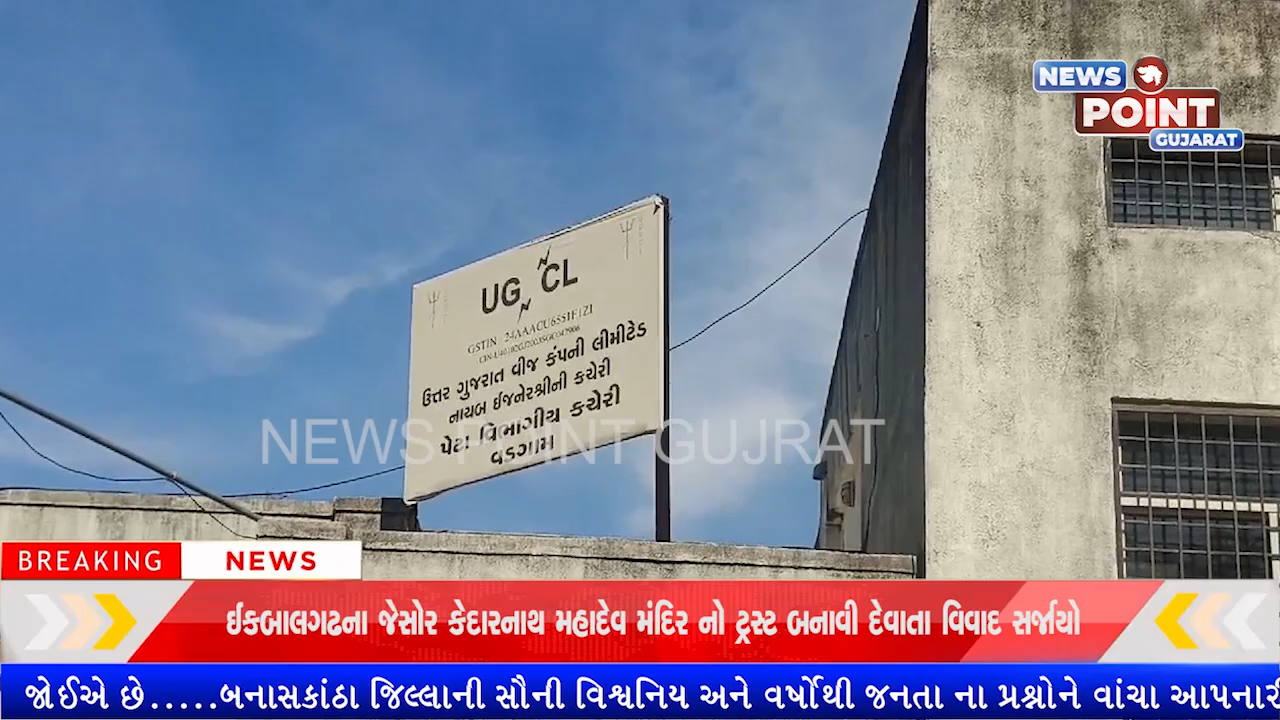 NEWS
POINT
GUJARAT
UG CL
GSTIN 24AAACU6551F1ZI
ઉત્તર ગુજરાત વીજ કંપની લીમીટેડ
નાયબ ઈજનેરશ્રીની કચેરી
પેટા વિભાગીય કચેરી
વડગામ
NEWS POINT GUJRAT
BREAKING NEWS
ઈકબાલગઢના જેસોર કેદારનાથ મહાદેવ મંદિર નો ટ્રસ્ટ બનાવી દેવાતા વિવાદ સર્જાયો
જોઈએ છે.....બનાસકાંઠા જિલ્લાની સૌની વિશ્વનિય અને વર્ષોથી જનતા ના પ્રશ્નોને વાંચા આપનારી